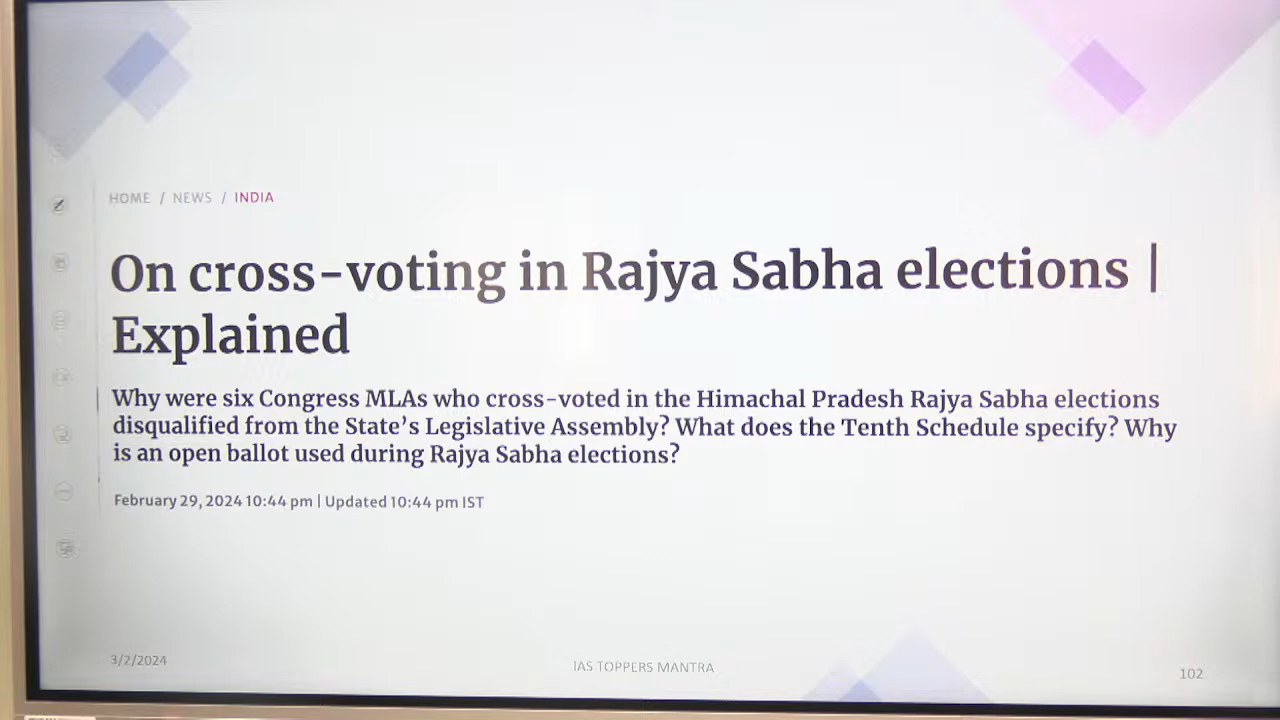 HOME / NEWS / INDIA
On cross-voting in Rajya Sabha elections |
Explained
Why were six Congress MLAs who cross-voted in the Himachal Pradesh Rajya Sabha elections
disqualified from the State's Legislative Assembly? What does the Tenth Schedule specify? Why
is an open ballot used during Rajya Sabha elections?
February 29, 2024 10:44 pm | Updated 10:44 pm IST
3/2/2024
IAS TOPPERS MANTRA
102